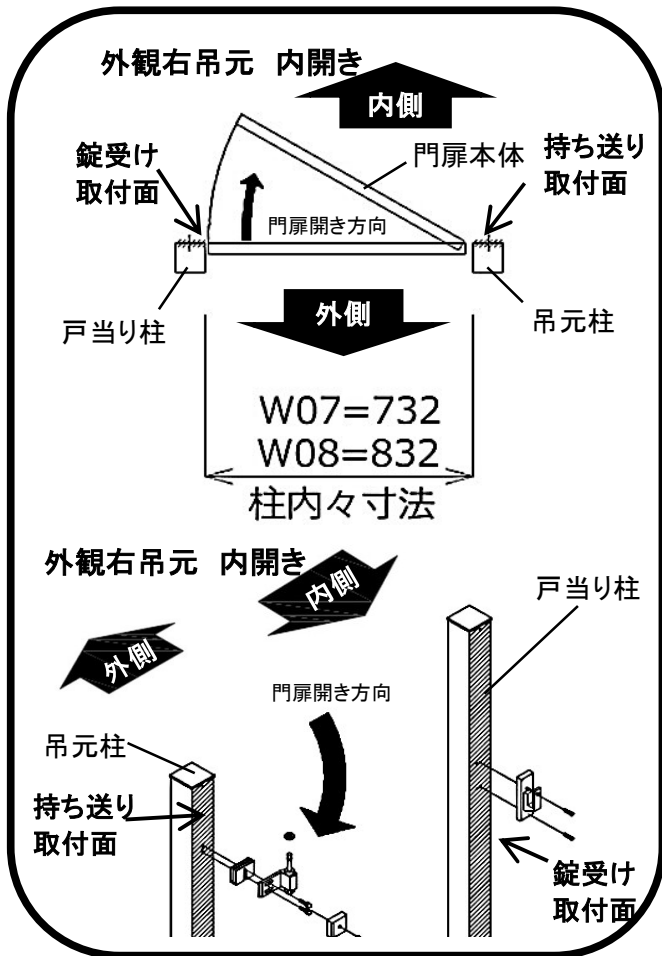 外観右吊元 内開き
内側
錠受け
取付面
門扉本体
持ち送り
取付面
門扉開き方向
戸当り柱
外側
吊元柱
W07=732
W08=832
柱内々寸法
外観右吊元 内開き
内側
戸当り柱
外側
門扉開き方向
吊元柱
持ち送り
取付面
錠受け
取付面